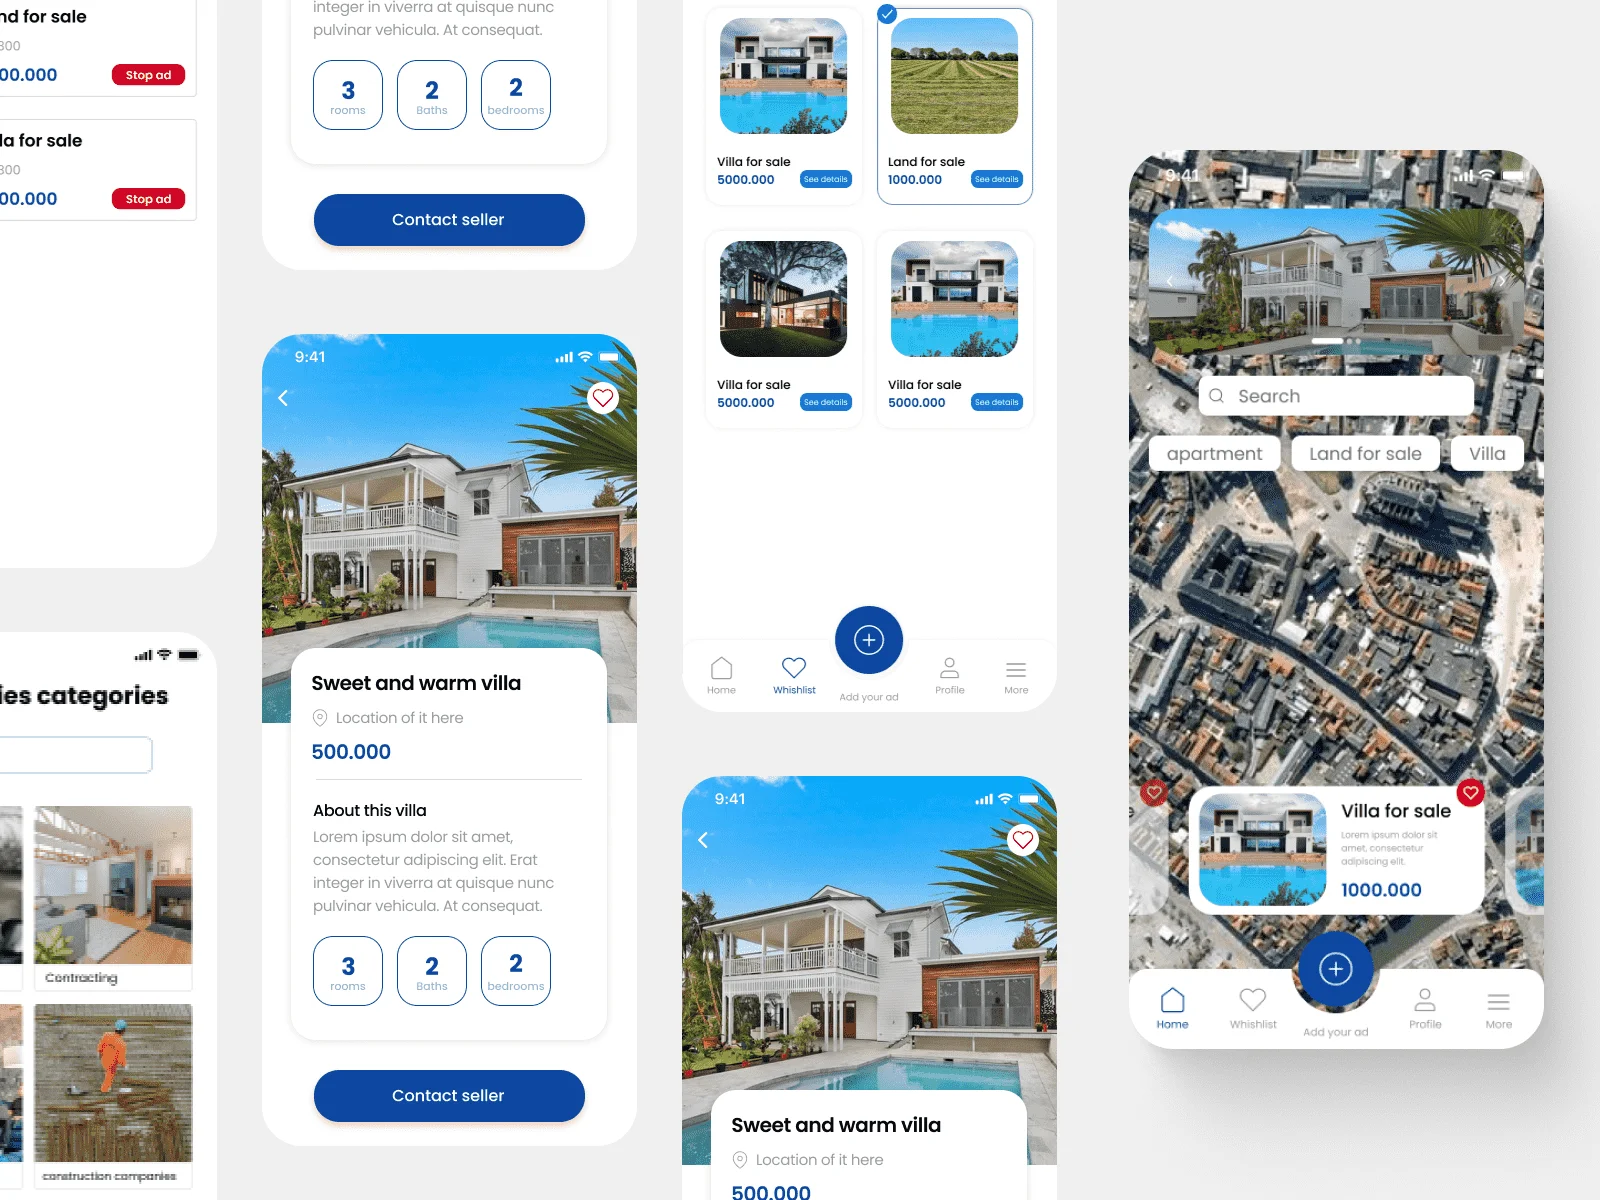 nd for sale
300
00.000
Stop ad
la for sale
300
00.000
Stop ad
ies categories
Contracting
construction companies
integer in viverra at quisque nunc
pulvinar vehicula. At consequat.
3
rooms
2
Baths
2
bedrooms
Contact seller
9:41
Sweet and warm villa
Location of it here
500.000
About this villa
Lorem ipsum dolor sit amet,
consectetur adipiscing elit. Erat
integer in viverra at quisque nunc
pulvinar vehicula. At consequat.
3
rooms
2
Baths
2
bedrooms
Contact seller
Villa for sale
5000.000
See details
Land for sale
1000.000
See details
Villa for sale
5000.000
See details
Villa for sale
5000.000
See details
Home
Whishlist
Add your ad
Profile
More
9:41
Sweet and warm villa
Location of it here
500.000
9:41
Search
apartment
Land for sale
Villa
e
Villa for sale
Lorem ipsum dolor sit
amet, consectetur
adipiscing elit.
1000.000
Home
Whishlist
Add your ad
Profile
More